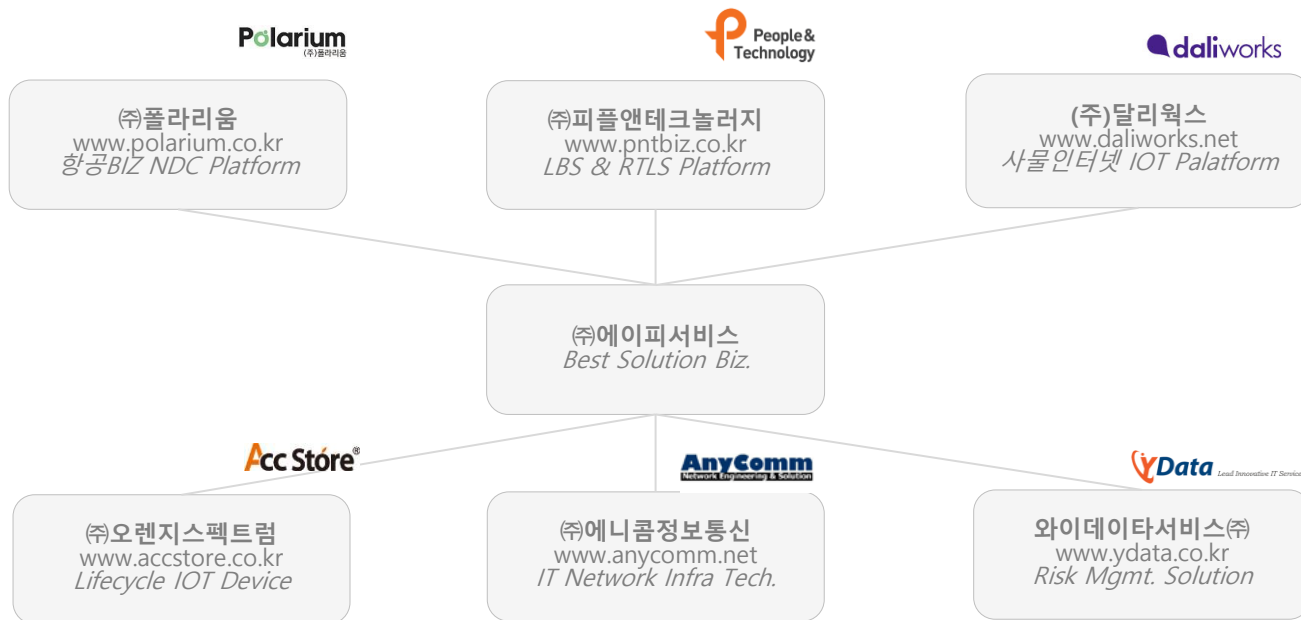 Polarium
(주)폴라리움
People &
Technology
daliworks
㈜폴라리움
www.polarium.co.kr
항공BIZ NDC Platform
㈜피플앤테크놀러지
www.pntbiz.co.kr
LBS & RTLS Platform
(주)달리웍스
www.daliworks.net
사물인터넷 IOT Palatform
㈜에이피서비스
Best Solution Biz.
Acc Store®
AnyComm
Network Engineering & Solution
YData Lead Innovative IT Service
㈜오렌지스펙트럼
www.accstore.co.kr
Lifecycle IOT Device
㈜에니콤정보통신
www.anycomm.net
IT Network Infra Tech.
와이데이타서비스㈜
www.ydata.co.kr
Risk Mgmt. Solution